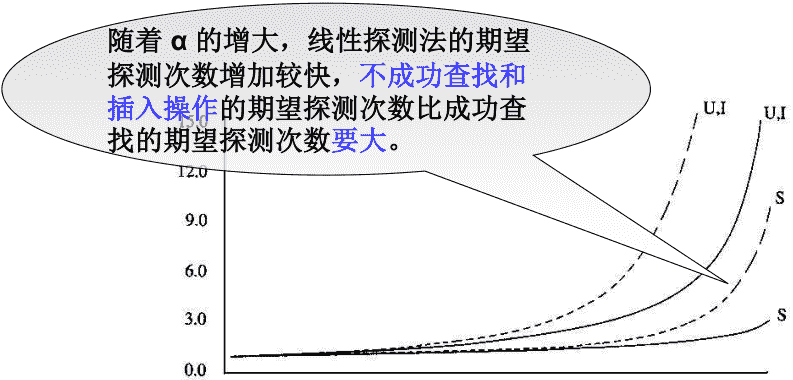 随着 α 的增大，线性探测法的期望
探测次数增加较快，不成功查找和
插入操作的期望探测次数比成功查
找的期望探测次数要大。
U,I
U,I
15.0
12.0
S
9.0
6.0
3.0
S
0.0